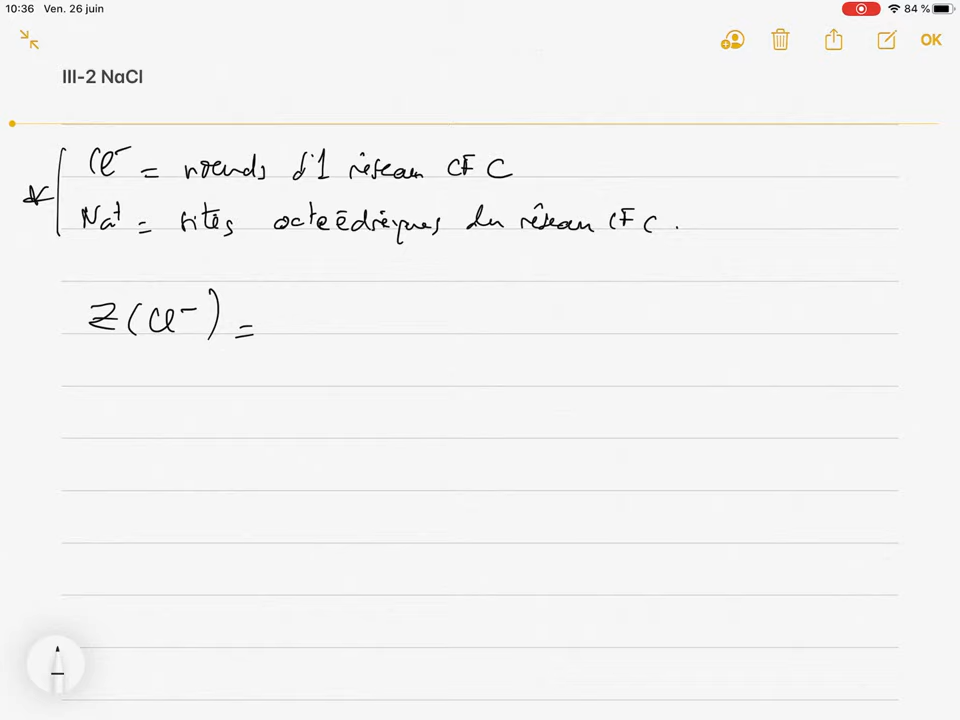 10:36 Ven. 26 juin 84 %
OK
III-2 NaCl
Cl⁻ = noeuds d'1 réseau CFC
Na⁺ = sites octaédriques du réseau CFC.
Z(Cl⁻) =